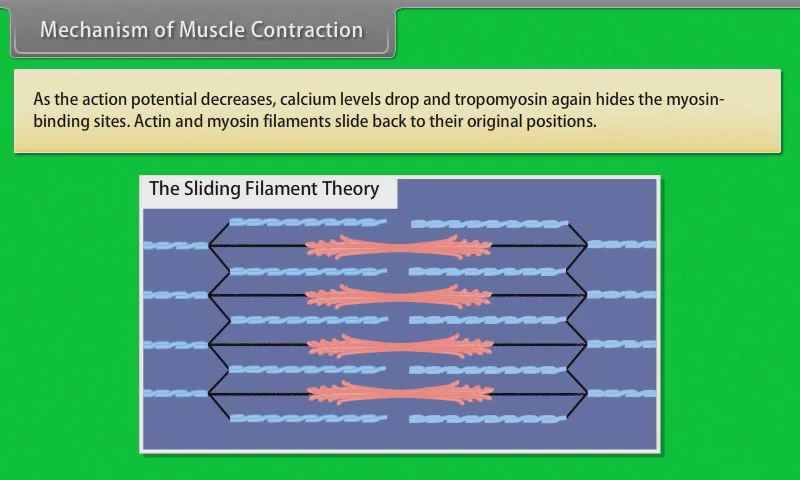 Mechanism of Muscle Contraction
As the action potential decreases, calcium levels drop and tropomyosin again hides the myosin-
binding sites. Actin and myosin filaments slide back to their original positions.
The Sliding Filament Theory